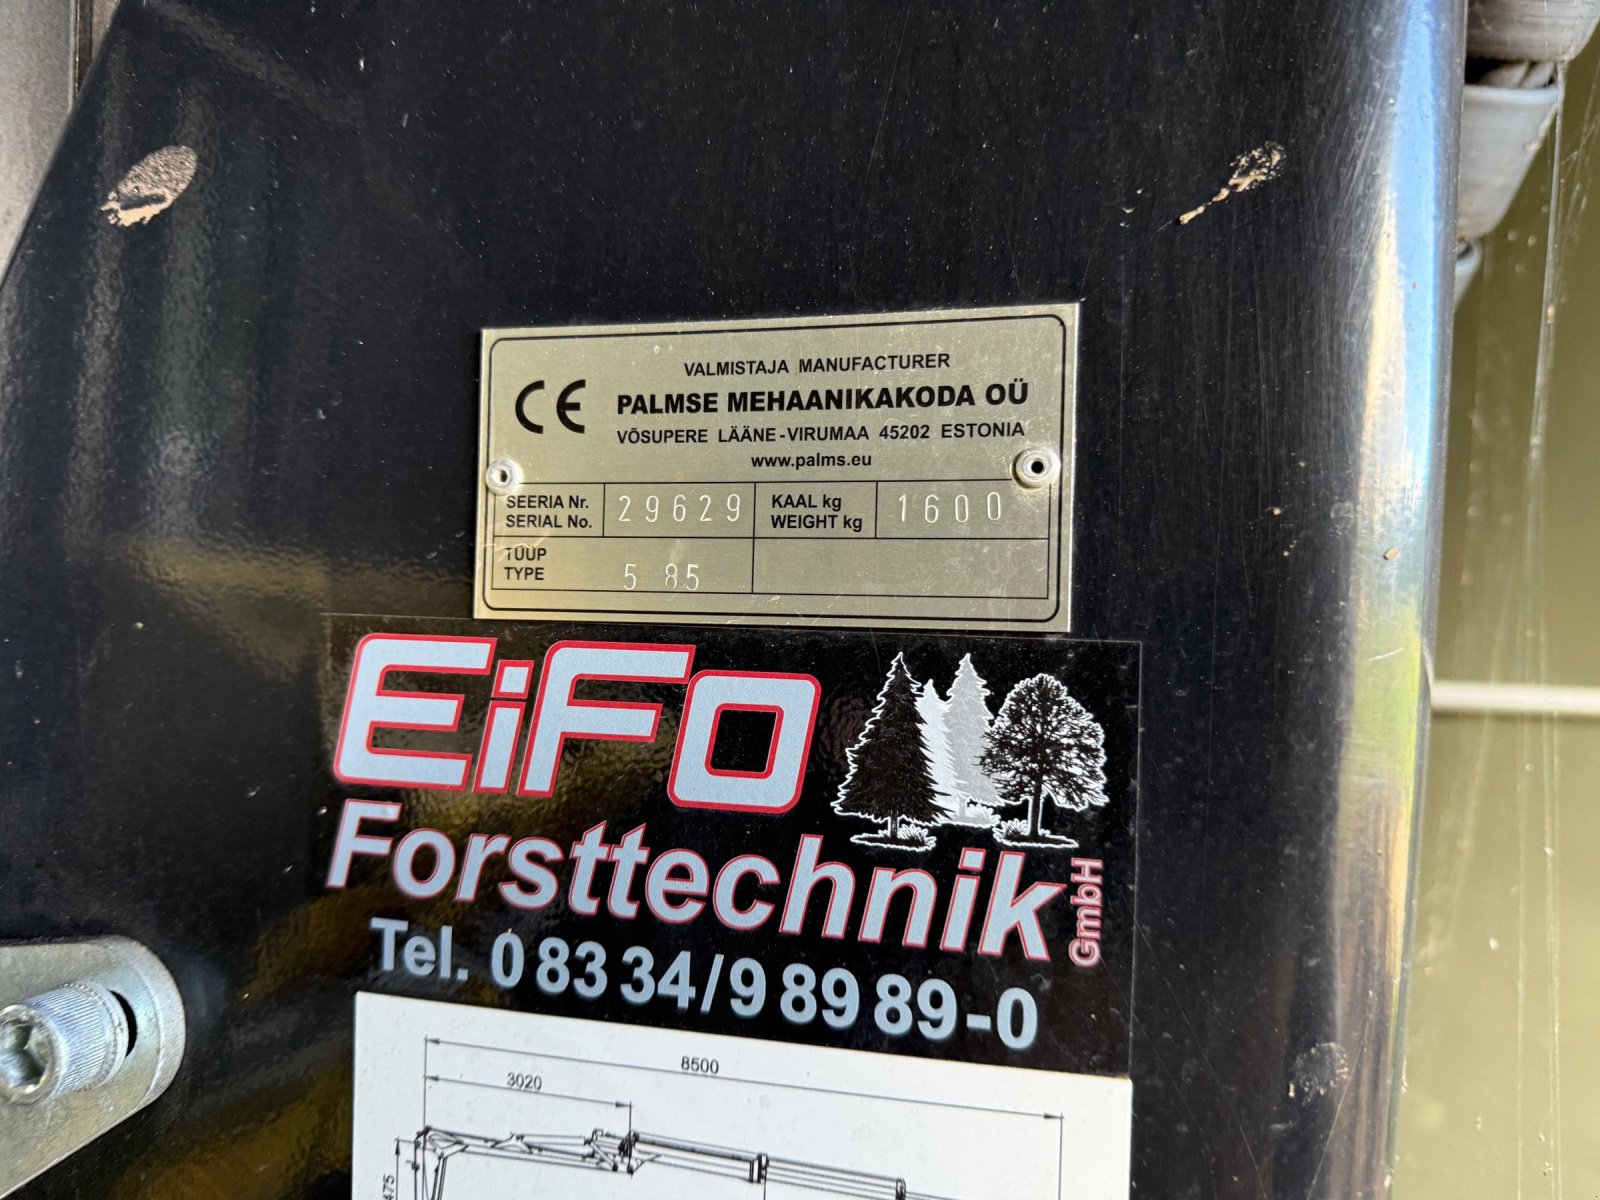 VALMISTAJA MANUFACTURER
CE
PALMSE MEHAANIKAKODA OÜ
VÕSUPERE LÄÄNE-VIRUMAA 45202 ESTONIA
www.palms.eu
SEERIA Nr.
SERIAL No.
29629
KAAL kg
WEIGHT kg
1600
TÜÜP
TYPE
5 85
EiFo
Forsttechnik GmbH
Tel. 0 83 34/9 89 89-0
8500
3020